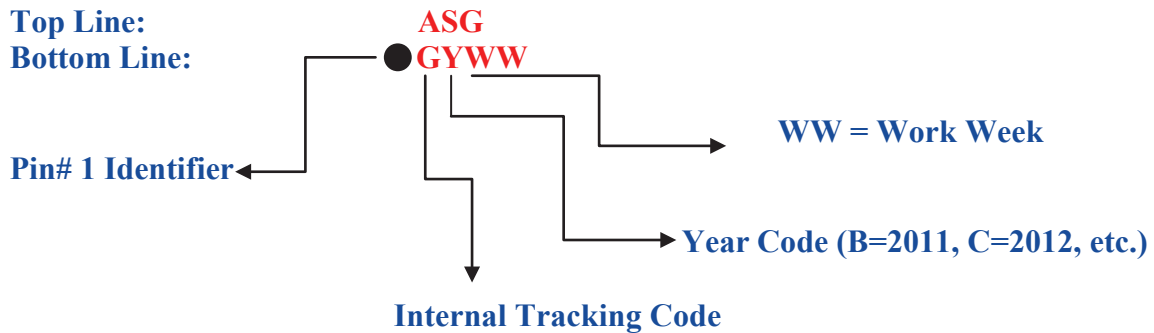 Top Line: ASG
Bottom Line: GYWW
WW = Work Week
Pin# 1 Identifier
Year Code (B=2011, C=2012, etc.)
Internal Tracking Code